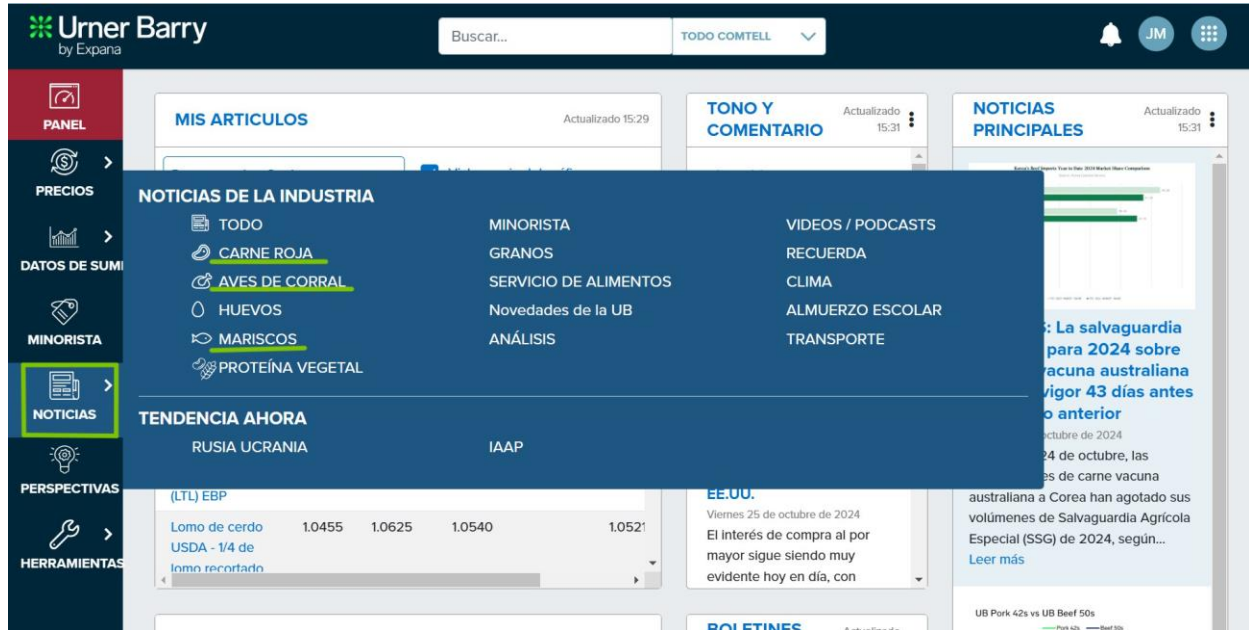 Urner Barry
by Expana
Buscar...
TODO COMTELL
JM
PANEL
PRECIOS
DATOS DE SUMI
MINORISTA
NOTICIAS
PERSPECTIVAS
HERRAMIENTAS
MIS ARTICULOS
Actualizado 15:29
TONO Y
COMENTARIO
Actualizado
15:31
NOTICIAS
PRINCIPALES
Actualizado
15:31
NOTICIAS DE LA INDUSTRIA
TODO
CARNE ROJA
AVES DE CORRAL
HUEVOS
MARISCOS
PROTEÍNA VEGETAL
MINORISTA
GRANOS
SERVICIO DE ALIMENTOS
Novedades de la UB
ANÁLISIS
VIDEOS / PODCASTS
RECUERDA
CLIMA
ALMUERZO ESCOLAR
TRANSPORTE
TENDENCIA AHORA
RUSIA UCRANIA
IAAP
(LTL) EBP
Lomo de cerdo 1.0455 1.0625 1.0540 1.0521
USDA - 1/4 de
lomo recortado
EE.UU.
Viernes 25 de octubre de 2024
El interés de compra al por
mayor sigue siendo muy
evidente hoy en día, con
BOLETINES
Actualizado
: La salvaguardia
para 2024 sobre
vacuna australiana
vigor 43 días antes
o anterior
octubre de 2024
24 de octubre, las
es de carne vacuna
australiana a Corea han agotado sus
volúmenes de Salvaguardia Agrícola
Especial (SSG) de 2024, según...
Leer más
UB Pork 42s vs UB Beef 50s
Pork 42s
Beef 50s